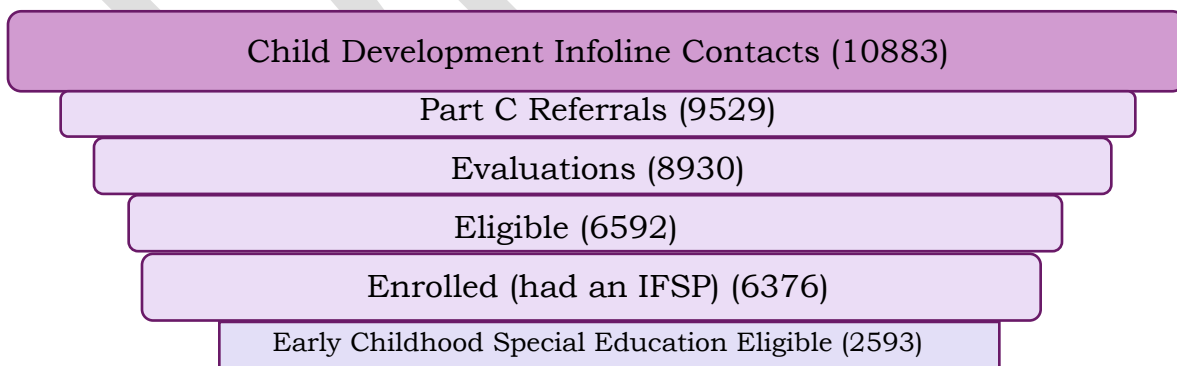 Child Development Infoline Contacts (10883)
Part C Referrals (9529)
Evaluations (8930)
Eligible (6592)
Enrolled (had an IFSP) (6376)
Early Childhood Special Education Eligible (2593)